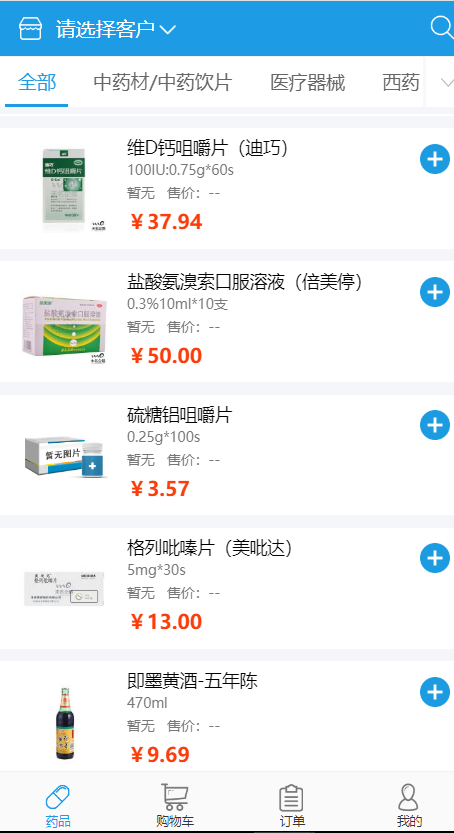 请选择客户
全部 中药材/中药饮片 医疗器械 西药
维D钙咀嚼片（迪巧）
100IU:0.75g*60s
暂无 售价：--
￥37.94
盐酸氨溴索口服溶液（倍美停）
0.3%10ml*10支
暂无 售价：--
￥50.00
硫糖铝咀嚼片
0.25g*100s
暂无图片
暂无 售价：--
￥3.57
格列吡嗪片（美吡达）
5mg*30s
暂无 售价：--
￥13.00
即墨黄酒-五年陈
470ml
暂无 售价：--
￥9.69
药品 购物车 订单 我的